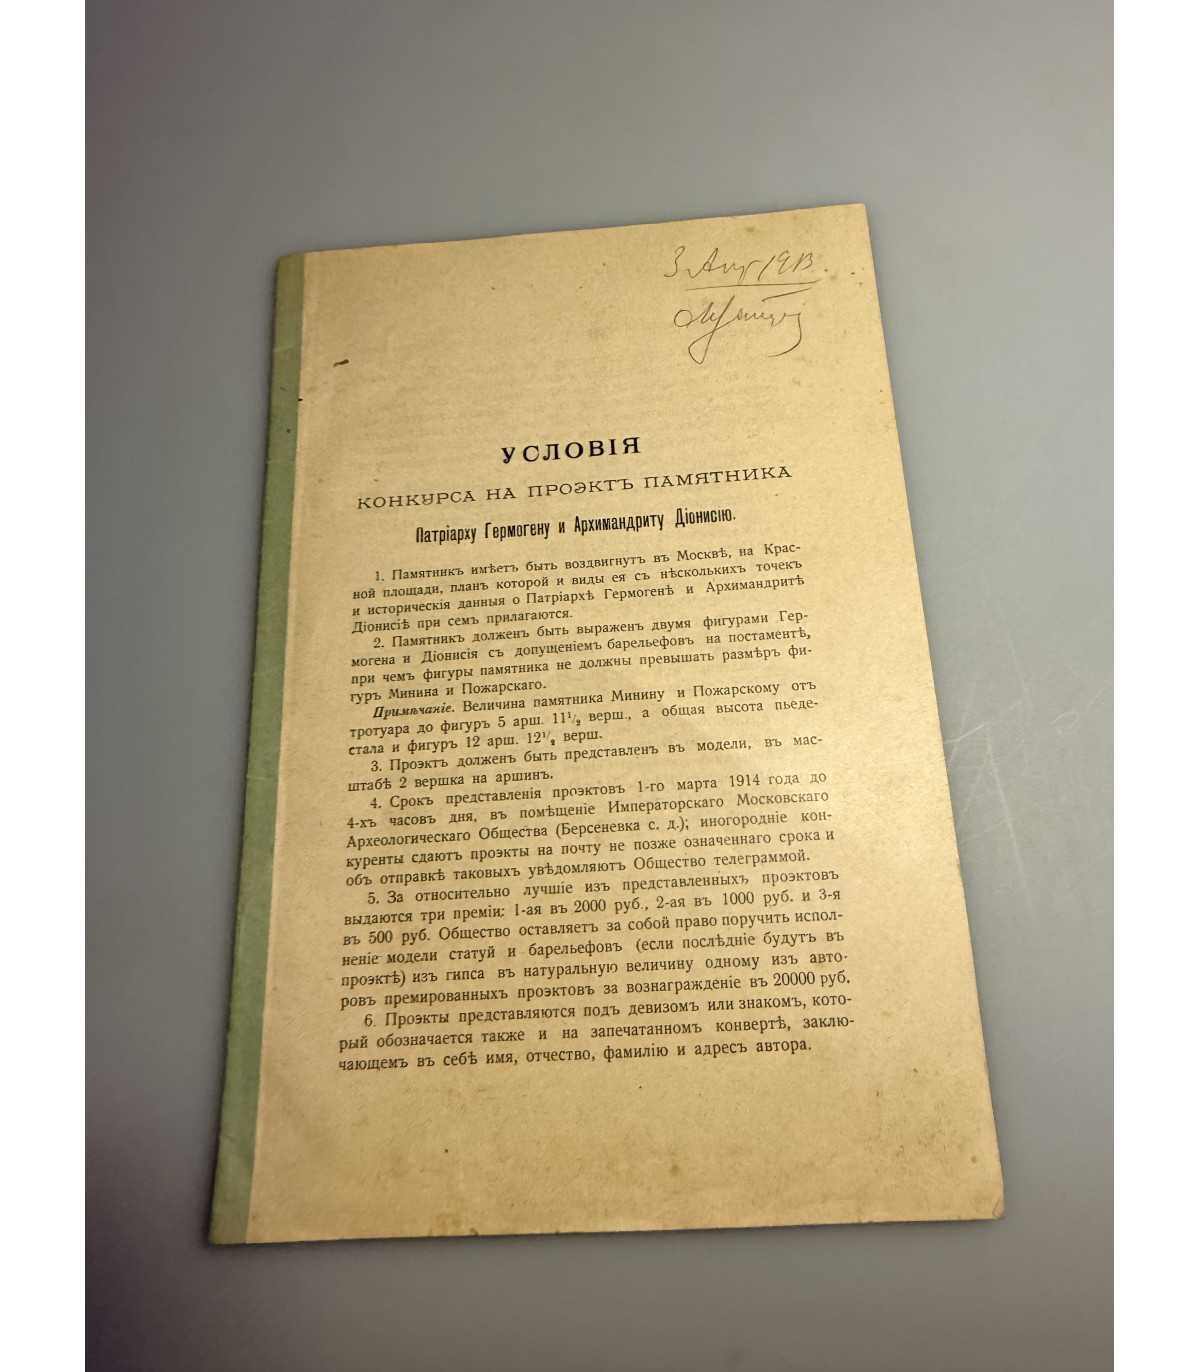 3 Апр 1913.
УСЛОВІЯ
КОНКУРСА НА ПРОЭКТЪ ПАМЯТНИКА
Патріарху Гермогену и Архимандриту Діонисію.
1. Памятникъ имѣетъ быть воздвигнутъ въ Москвѣ, на Крас-
ной площади, планъ которой и виды ея съ нѣсколькихъ точекъ
и историческія данныя о Патріархѣ Гермогенѣ и Архимандритѣ
Діонисіѣ при семъ прилагаются.
2. Памятникъ долженъ быть выраженъ двумя фигурами Гер-
могена и Діонисія съ допущеніемъ барельефовъ на постаментѣ,
при чемъ фигуры памятника не должны превышать размѣръ фи-
гуръ Минина и Пожарскаго.
Примѣчаніе. Величина памятника Минину и Пожарскому отъ
тротуара до фигуръ 5 арш. 11½ верш., а общая высота пьеде-
стала и фигуръ 12 арш. 12½ верш.
3. Проэктъ долженъ быть представленъ въ модели, въ мас-
штабѣ 2 вершка на аршинъ.
4. Срокъ представленія проэктовъ 1-го марта 1914 года до
4-хъ часовъ дня, въ помѣщеніе Императорскаго Московскаго
Археологическаго Общества (Берсеневка с. д.); иногородніе кон-
куренты сдаютъ проэкты на почту не позже означеннаго срока и
объ отправкѣ таковыхъ увѣдомляютъ Общество телеграммой.
5. За относительно лучшіе изъ представленныхъ проэктовъ
выдаются три преміи: 1-ая въ 2000 руб., 2-ая въ 1000 руб. и 3-я
въ 500 руб. Общество оставляетъ за собой право поручить испол-
неніе модели статуй и барельефовъ (если послѣдніе будутъ въ
проэктѣ) изъ гипса въ натуральную величину одному изъ авто-
ровъ премированныхъ проэктовъ за вознагражденіе въ 20000 руб.
6. Проэкты представляются подъ девизомъ или знакомъ, кото-
рый обозначается также и на запечатанномъ конвертѣ, заклю-
чающемъ въ себѣ имя, отчество, фамилію и адресъ автора.